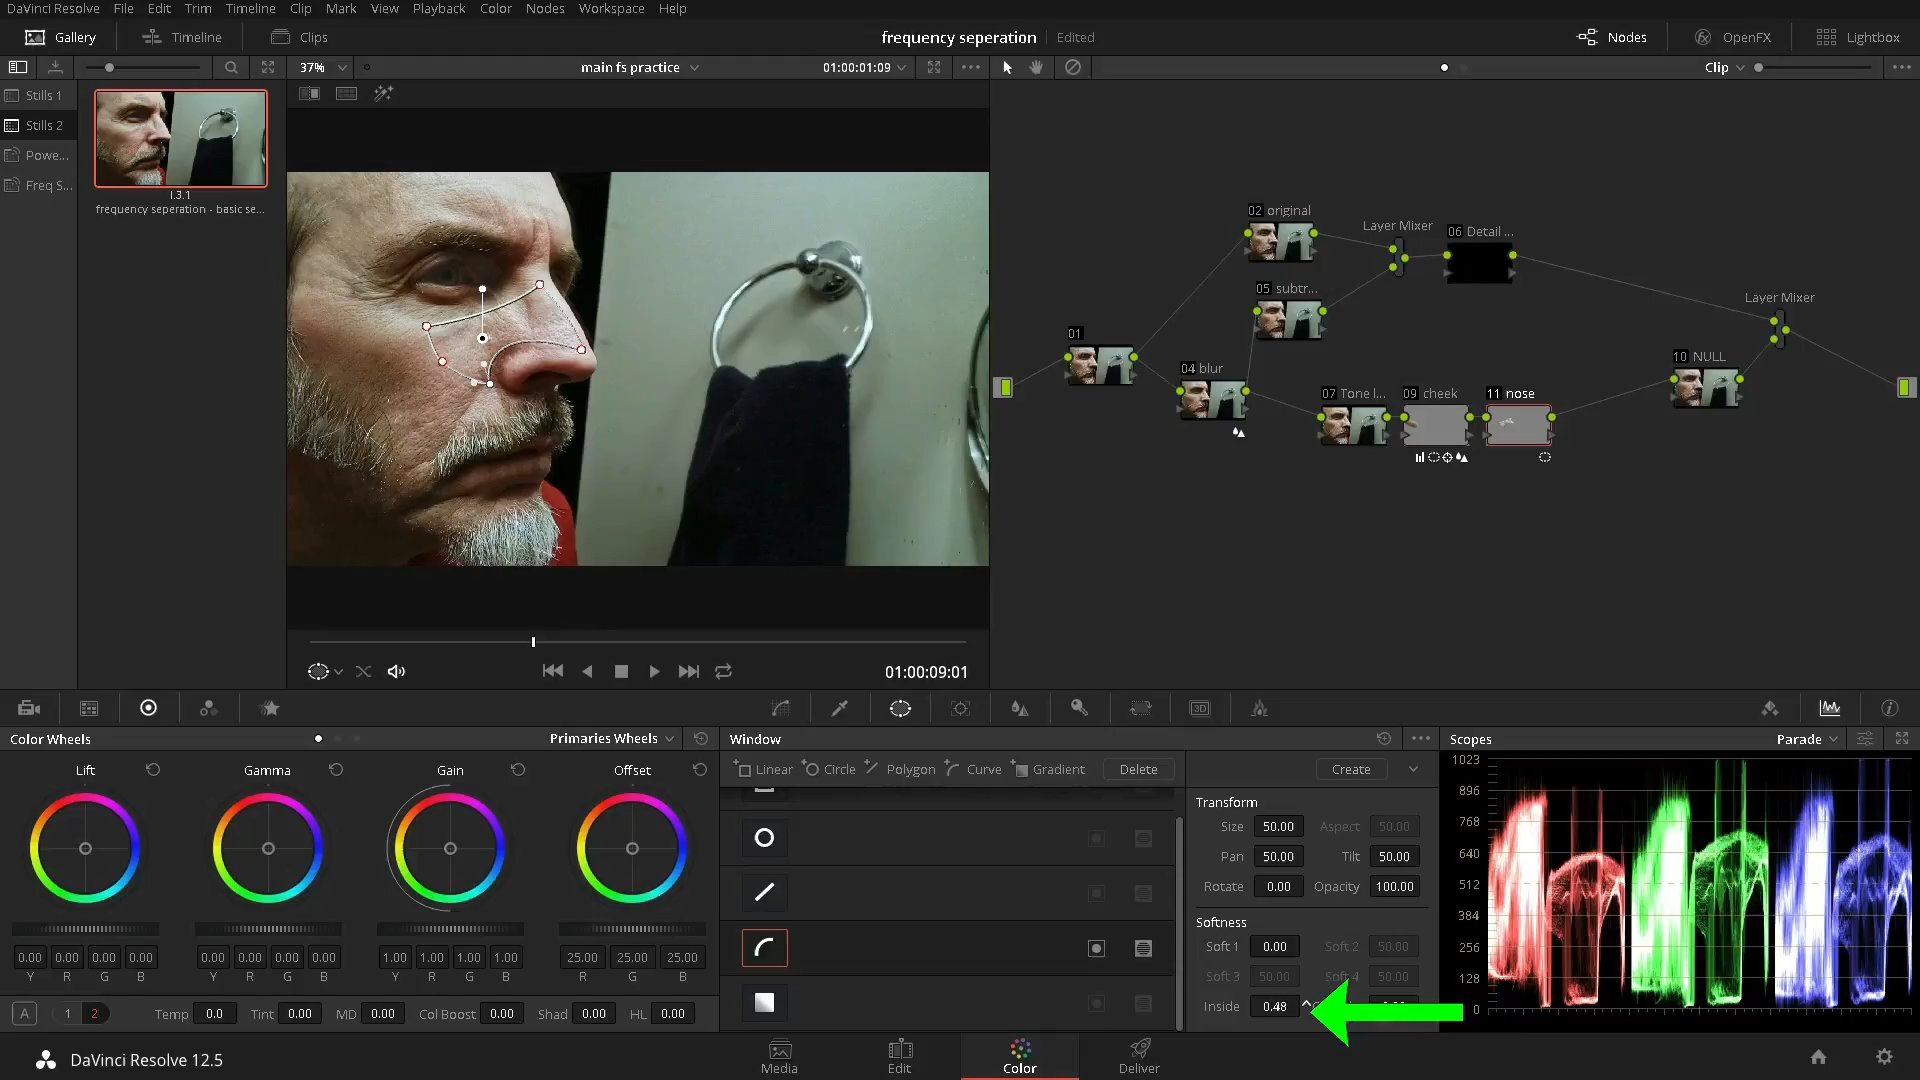 DaVinci Resolve File Edit Trim Timeline Clip Mark View Playback Color Nodes Workspace Help
Gallery Timeline Clips frequency seperation Edited Nodes OpenFX Lightbox
37% main fs practice 01:00:01:09 Clip
Stills 1
Stills 2
Powe...
Freq S...
1.3.1
frequency seperation - basic se...
02 original
Layer Mixer
06 Detail ...
05 subtr...
Layer Mixer
01
04 blur
10 NULL
07 Tone l...
09 cheek
11 nose
01:00:09:01
3D
Color Wheels Primaries Wheels Window Scopes Parade
Lift Gamma Gain Offset
Linear Circle Polygon Curve Gradient Delete Create
Transform
Size 50.00 Aspect 50.00
Pan 50.00 Tilt 50.00
Rotate 0.00 Opacity 100.00
Softness
Soft 1 0.00 Soft 2 50.00
Soft 3 50.00 Soft 4 50.00
Inside 0.48
1023
896
768
640
512
384
256
128
0
0.00 0.00 0.00 0.00 0.00 0.00 0.00 0.00 1.00 1.00 1.00 1.00 25.00 25.00 25.00
Y R G B Y R G B Y R G B R G B
A 1 2 Temp 0.0 Tint 0.00 MD 0.00 Col Boost 0.00 Shad 0.00 HL 0.00
DaVinci Resolve 12.5
Media Edit Color Deliver